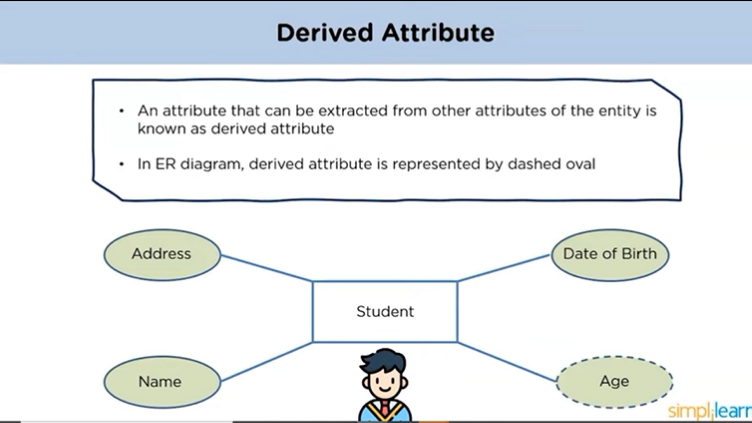 Derived Attribute
• An attribute that can be extracted from other attributes of the entity is
known as derived attribute
• In ER diagram, derived attribute is represented by dashed oval
Address
Date of Birth
Student
Name
Age
simplilearn